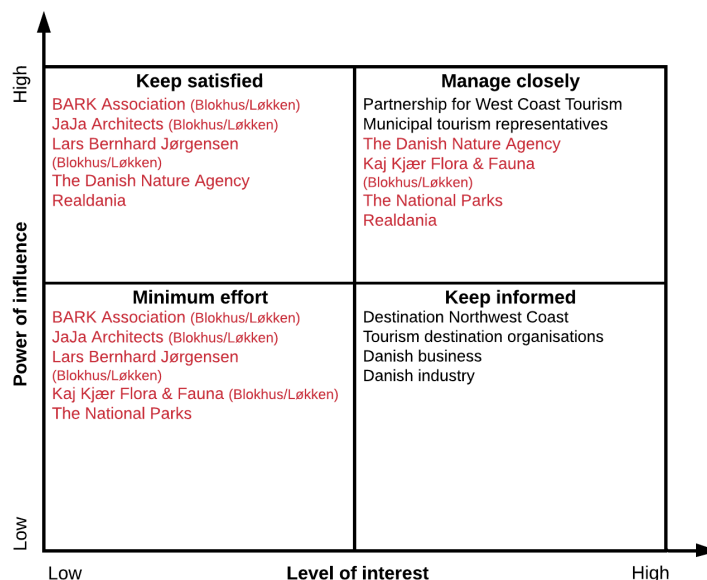 High
Keep satisfied
BARK Association (Blokhus/Løkken)
JaJa Architects (Blokhus/Løkken)
Lars Bernhard Jørgensen
(Blokhus/Løkken)
The Danish Nature Agency
Realdania
Manage closely
Partnership for West Coast Tourism
Municipal tourism representatives
The Danish Nature Agency
Kaj Kjær Flora & Fauna
(Blokhus/Løkken)
The National Parks
Realdania
Power of influence
Minimum effort
BARK Association (Blokhus/Løkken)
JaJa Architects (Blokhus/Løkken)
Lars Bernhard Jørgensen
(Blokhus/Løkken)
Kaj Kjær Flora & Fauna (Blokhus/Løkken)
The National Parks
Keep informed
Destination Northwest Coast
Tourism destination organisations
Danish business
Danish industry
Low
Low
Level of interest
High